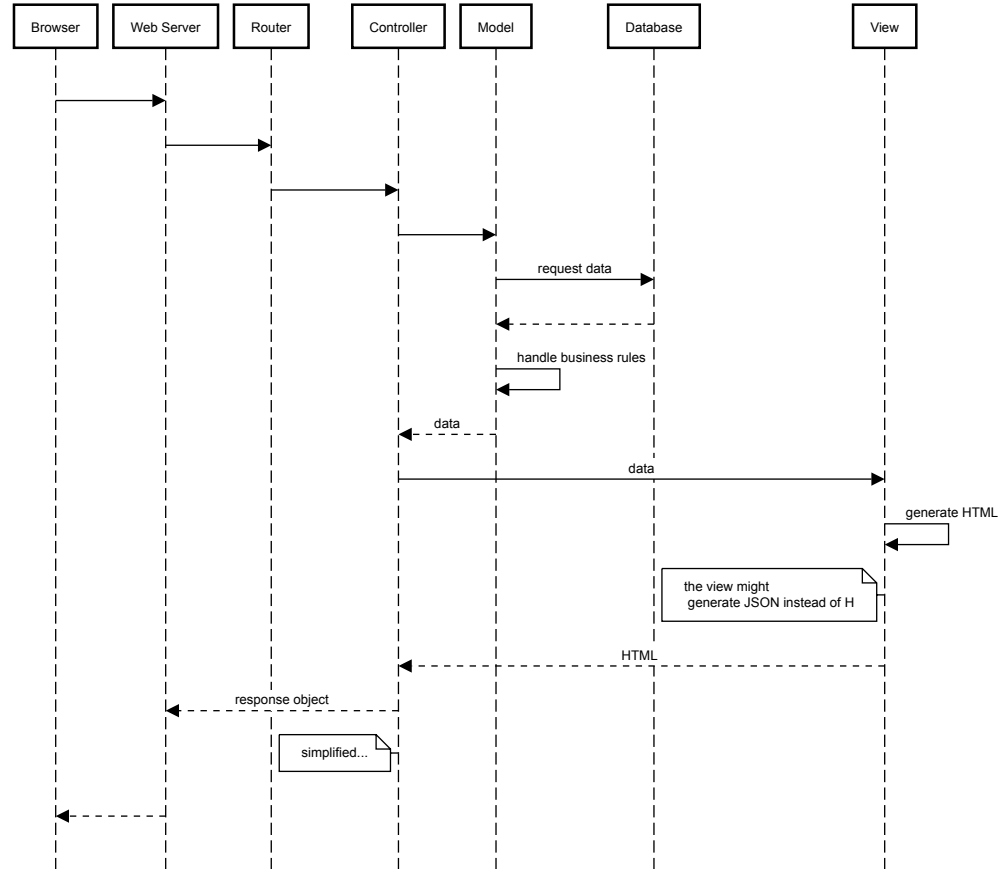 Browser
Web Server
Router
Controller
Model
Database
View
request data
handle business rules
data
data
generate HTML
the view might
generate JSON instead of H
HTML
response object
simplified...